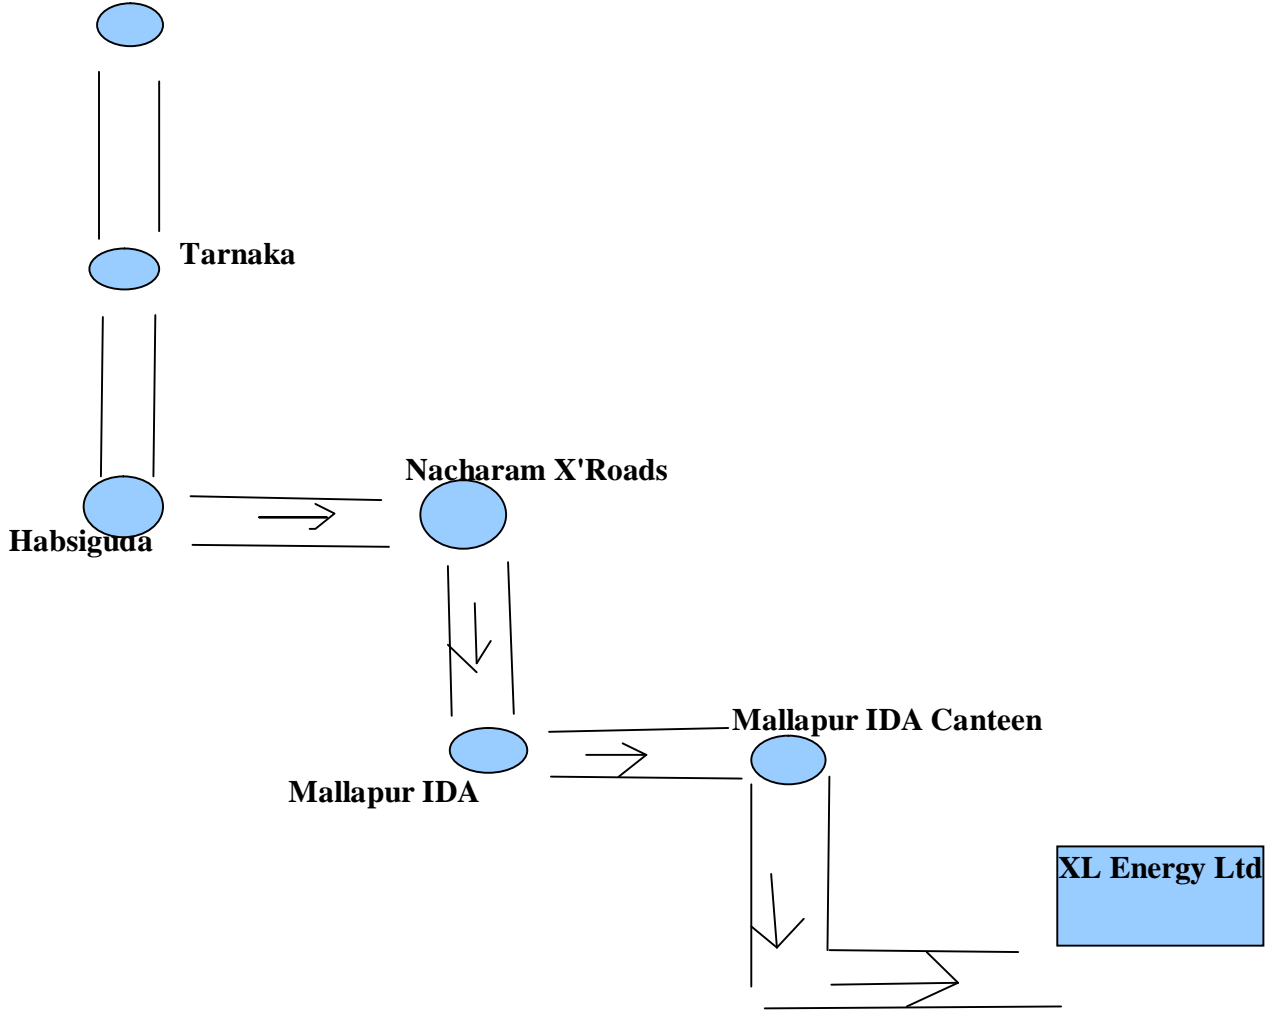 Tarnaka
Nacharam X'Roads
Habsiguda
Mallapur IDA Canteen
Mallapur IDA
XL Energy Ltd